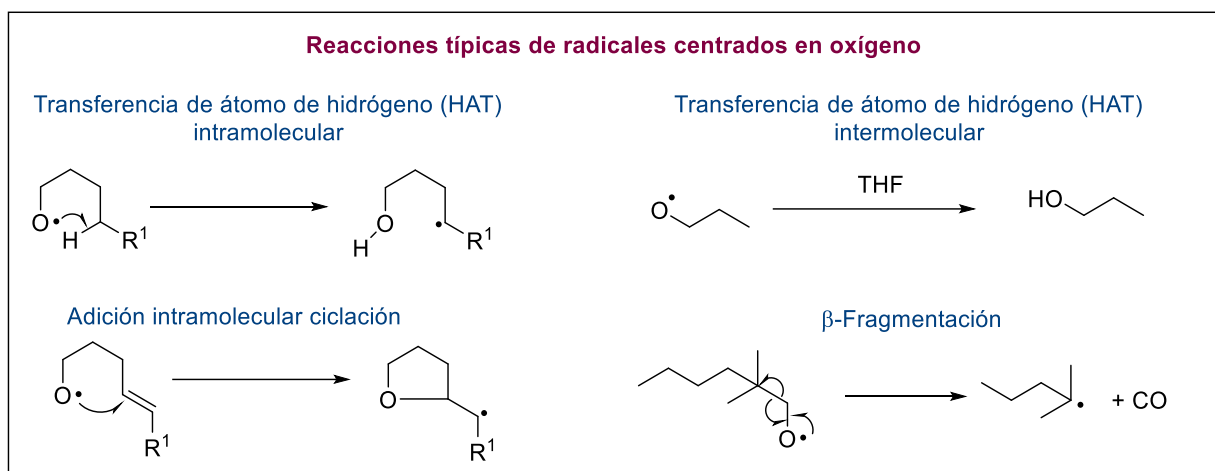 Reacciones típicas de radicales centrados en oxígeno
Transferencia de átomo de hidrógeno (HAT)
intramolecular
O•
H
R¹
O
H
•
R¹
Transferencia de átomo de hidrógeno (HAT)
intermolecular
O•
THF
HO
Adición intramolecular ciclación
O•
R¹
O
•
R¹
β-Fragmentación
O•
•
+ CO